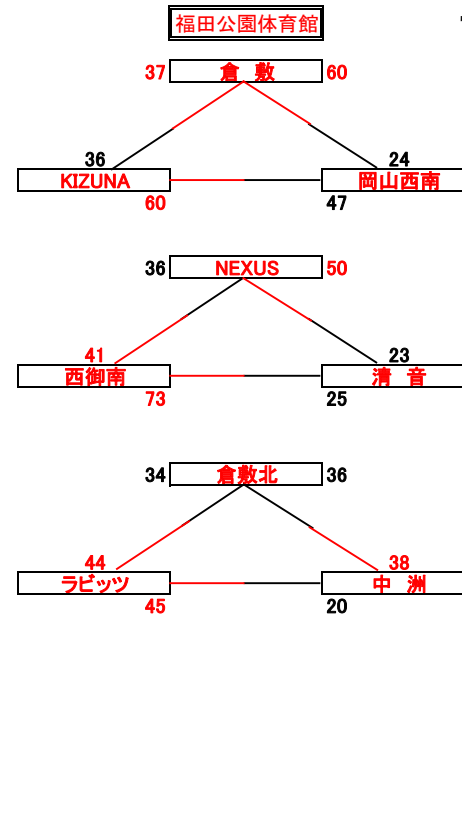 福田公園体育館
37 倉　敷 60
36 24
KIZUNA 岡山西南
60 47
36 NEXUS 50
41 23
西御南 清　音
73 25
34 倉敷北 36
44 38
ラビッツ 中　洲
45 20